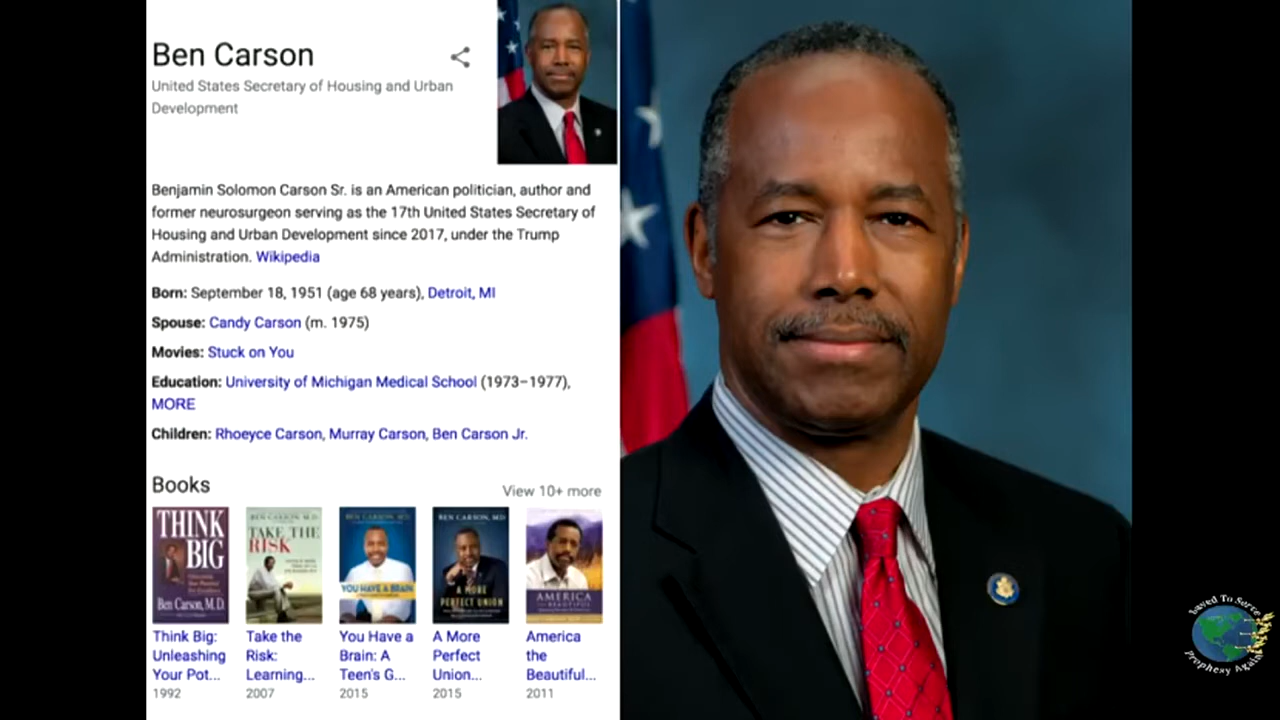 Ben Carson
United States Secretary of Housing and Urban
Development
Benjamin Solomon Carson Sr. is an American politician, author and
former neurosurgeon serving as the 17th United States Secretary of
Housing and Urban Development since 2017, under the Trump
Administration. Wikipedia
Born: September 18, 1951 (age 68 years), Detroit, MI
Spouse: Candy Carson (m. 1975)
Movies: Stuck on You
Education: University of Michigan Medical School (1973–1977),
MORE
Children: Rhoeyce Carson, Murray Carson, Ben Carson Jr.
Books
View 10+ more
THINK
BIG
Ben Carson, M.D.
BEN CARSON, M.D.
TAKE THE
RISK
BEN CARSON, M.D.
YOU HAVE A BRAIN
BEN CARSON, MD
A MORE
PERFECT UNION
AMERICA
THE BEAUTIFUL
Think Big:
Unleashing
Your Pot...
1992
Take the
Risk:
Learning...
2007
You Have a
Brain: A
Teen's G...
2015
A More
Perfect
Union...
2015
America
the
Beautiful...
2011
To Serve
Prophesy Again